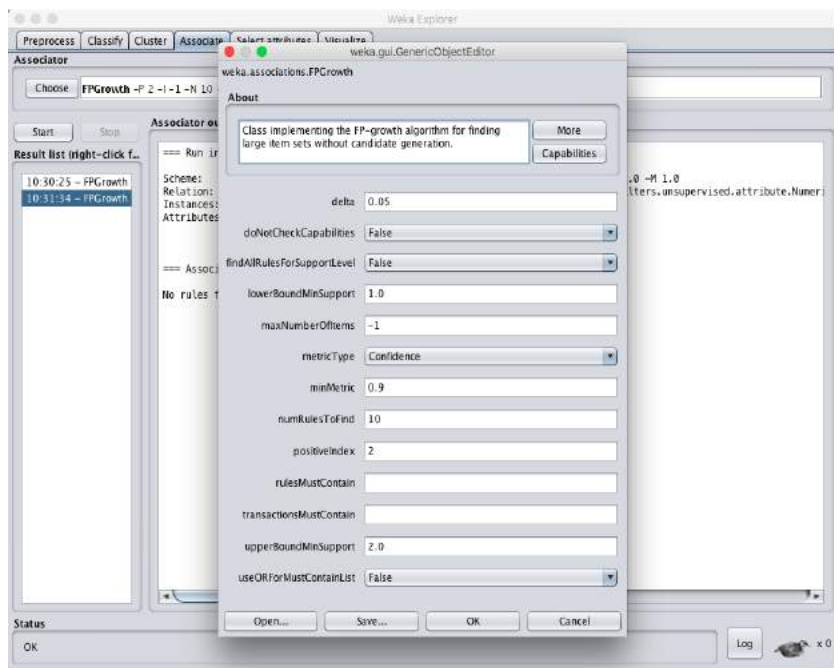 Weka Explorer
Preprocess Classify Cluster Associate Select attributes Visualize
weka.gui.GenericObjectEditor
Associator
weka.associations.FPGrowth
Choose FPGrowth -P 2 -I -1 -N 10
About
Class implementing the FP-growth algorithm for finding
large item sets without candidate generation.
More
Capabilities
Start Stop
Associator ou
Result list (right-click f...
10:30:25 - FPGrowth
10:31:34 - FPGrowth
=== Run in
Scheme: .0 -M 1.0
Relation: lters.unsupervised.attribute.Numeri
Instances:
Attributes
=== Associ
No rules f
delta 0.05
doNotCheckCapabilities False
findAllRulesForSupportLevel False
lowerBoundMinSupport 1.0
maxNumberOfItems -1
metricType Confidence
minMetric 0.9
numRulesToFind 10
positiveIndex 2
rulesMustContain
transactionsMustContain
upperBoundMinSupport 2.0
useORForMustContainList False
Open... Save... OK Cancel
Status
OK
Log x 0